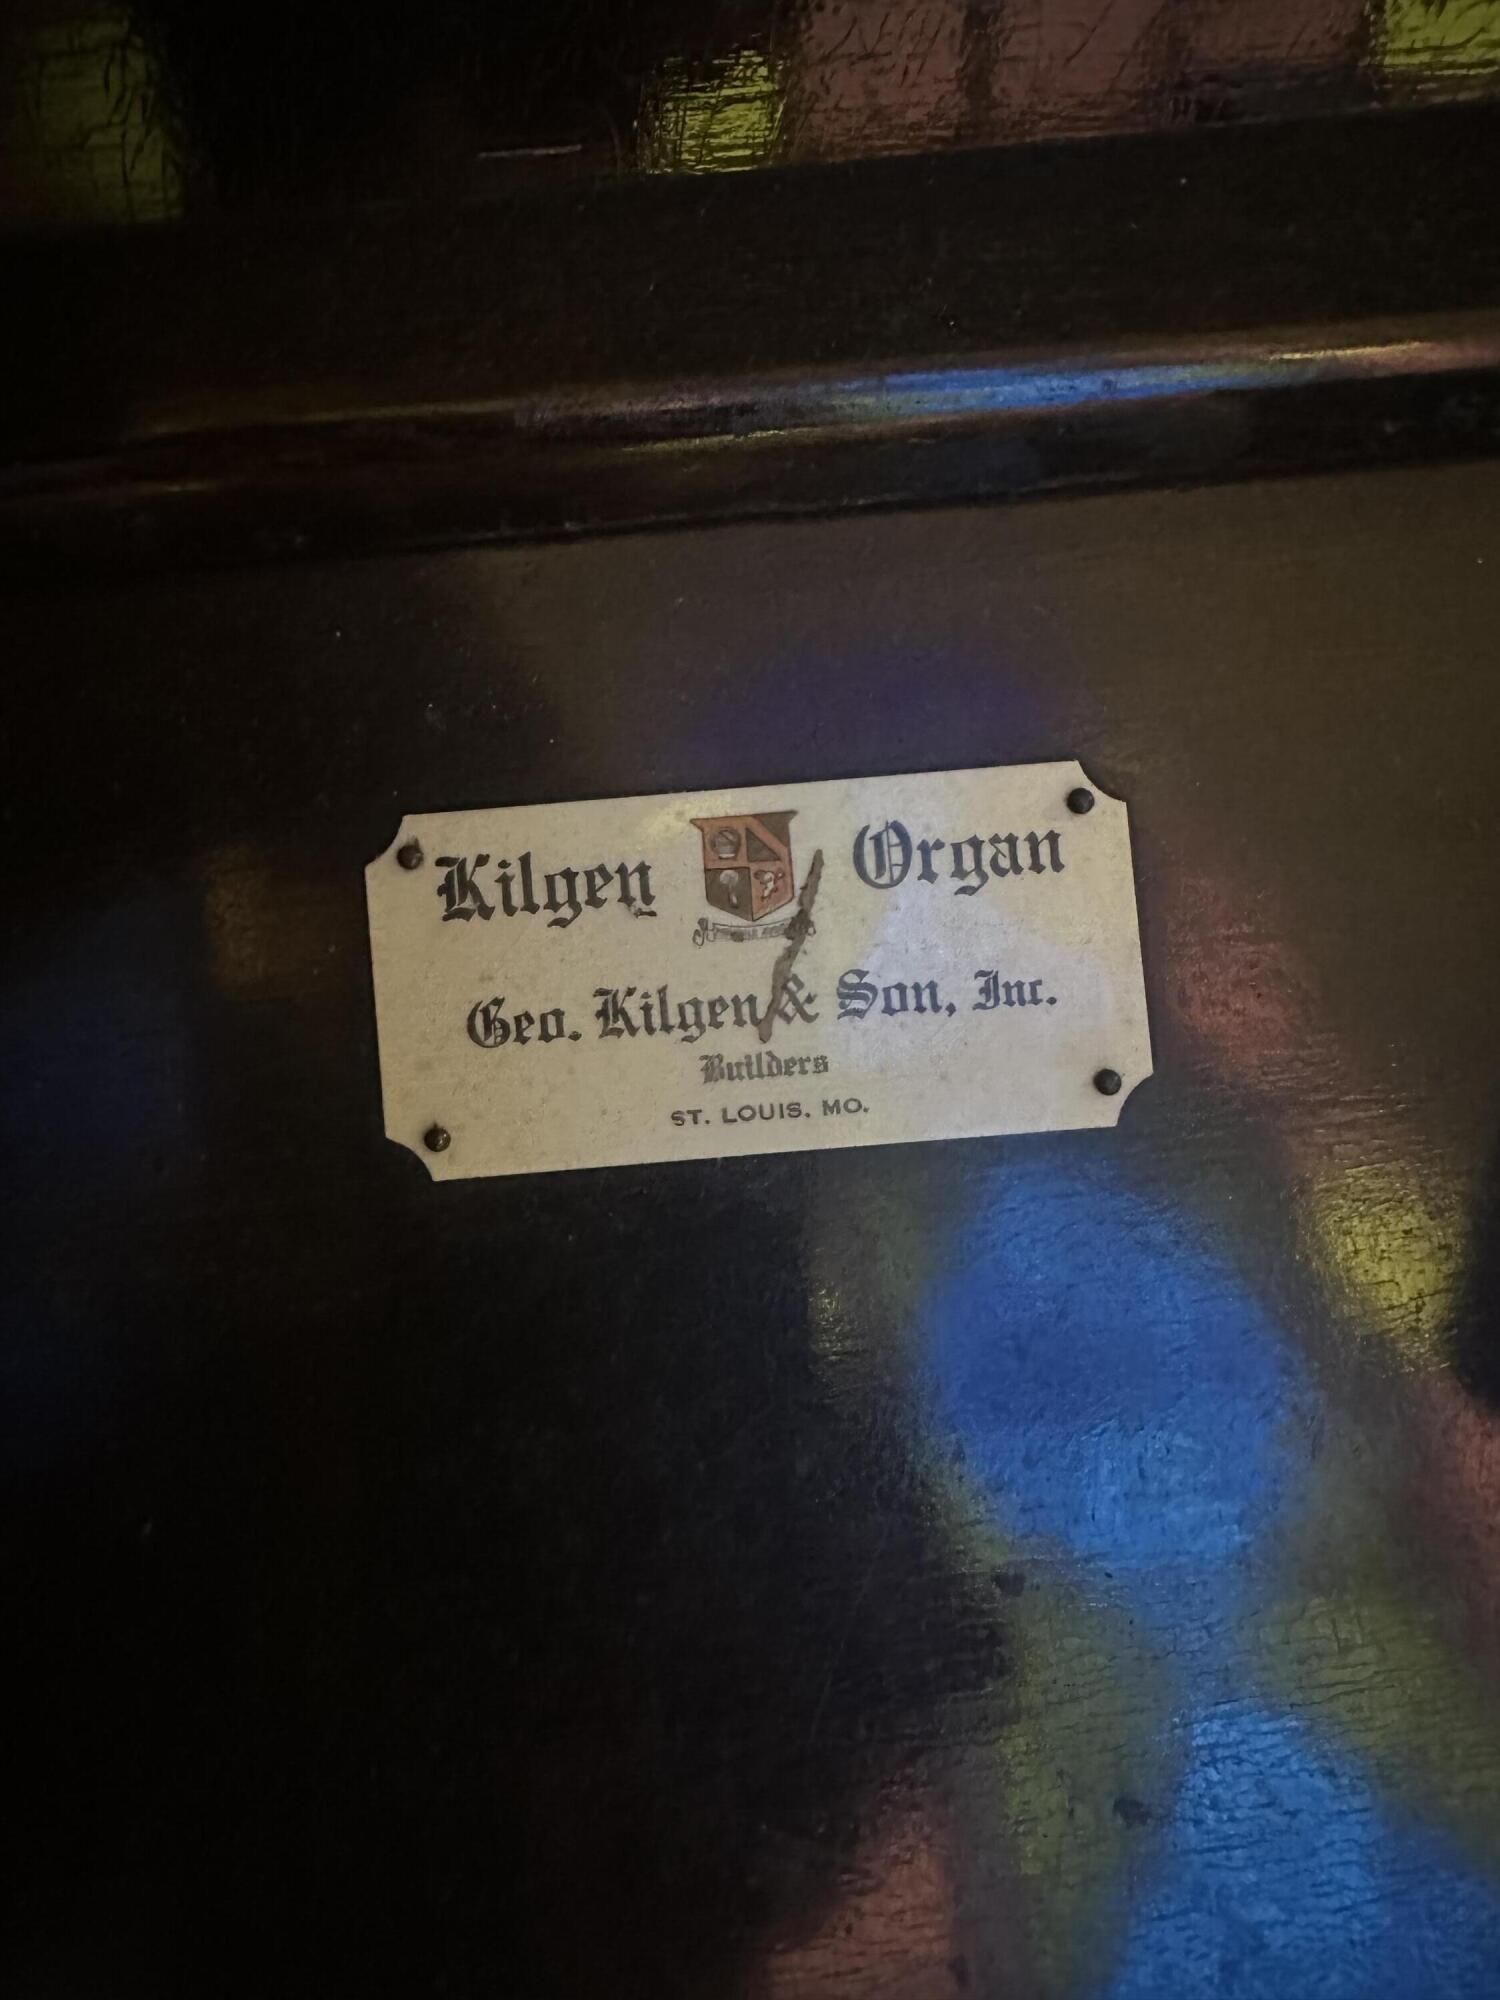 Kilgen Organ
Geo. Kilgen & Son, Inc.
Builders
ST. LOUIS, MO.